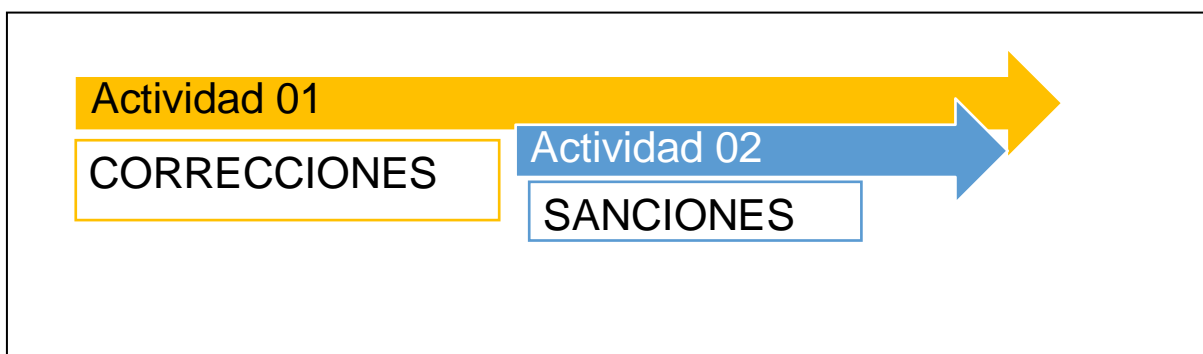 Actividad 01
CORRECCIONES
Actividad 02
SANCIONES